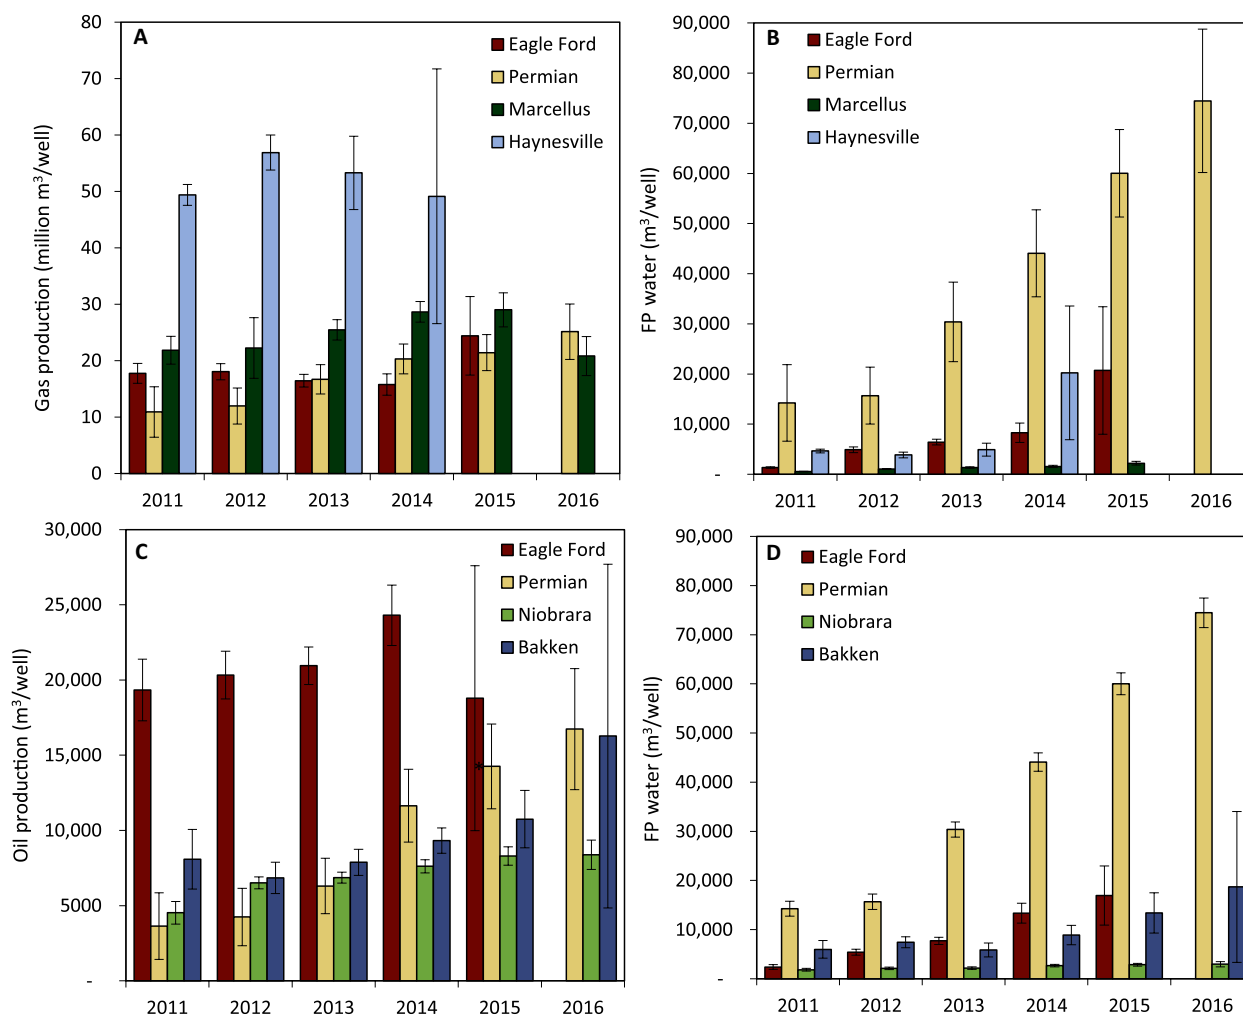 A
Gas production (million m³/well)
80
70
60
50
40
30
20
10
0
Eagle Ford
Permian
Marcellus
Haynesville
2011 2012 2013 2014 2015 2016
B
FP water (m³/well)
90,000
80,000
70,000
60,000
50,000
40,000
30,000
20,000
10,000
-
Eagle Ford
Permian
Marcellus
Haynesville
2011 2012 2013 2014 2015 2016
C
Oil production (m³/well)
30,000
25,000
20,000
15,000
10,000
5000
-
Eagle Ford
Permian
Niobrara
Bakken
2011 2012 2013 2014 2015 2016
D
FP water (m³/well)
90,000
80,000
70,000
60,000
50,000
40,000
30,000
20,000
10,000
-
Eagle Ford
Permian
Niobrara
Bakken
2011 2012 2013 2014 2015 2016